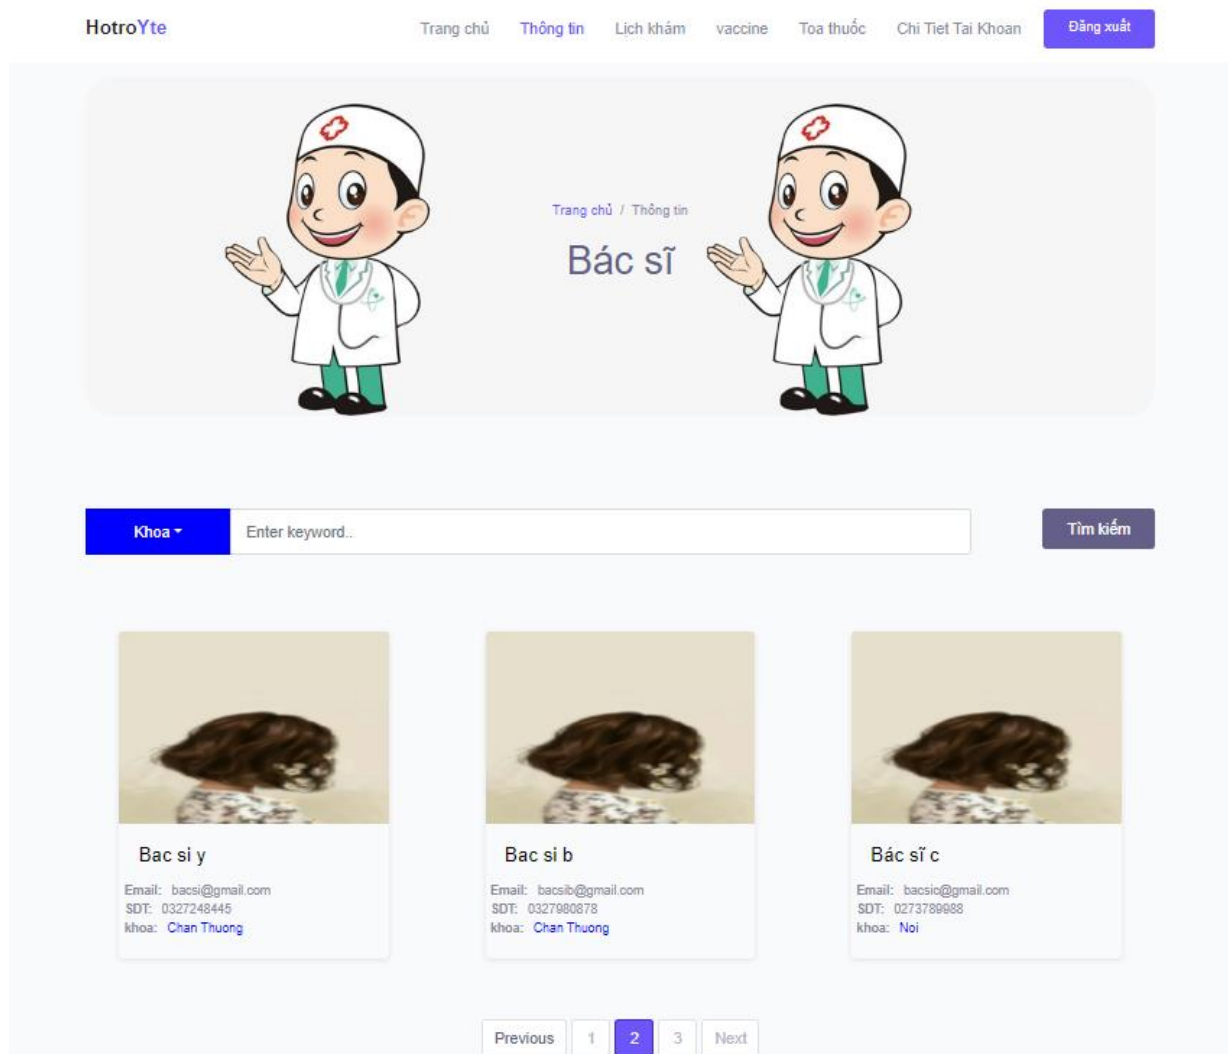 HotroYte Trang chủ Thông tin Lịch khám vaccine Toa thuốc Chi Tiet Tai Khoan Đăng xuất
Trang chủ / Thông tin
Bác sĩ
Khoa Enter keyword.. Tìm kiếm
Bac si y
Email: bacsi@gmail.com
SDT: 0327248445
khoa: Chan Thuong
Bac si b
Email: bacsib@gmail.com
SDT: 0327980878
khoa: Chan Thuong
Bác sĩ c
Email: bacsic@gmail.com
SDT: 0273789988
khoa: Noi
Previous 1 2 3 Next